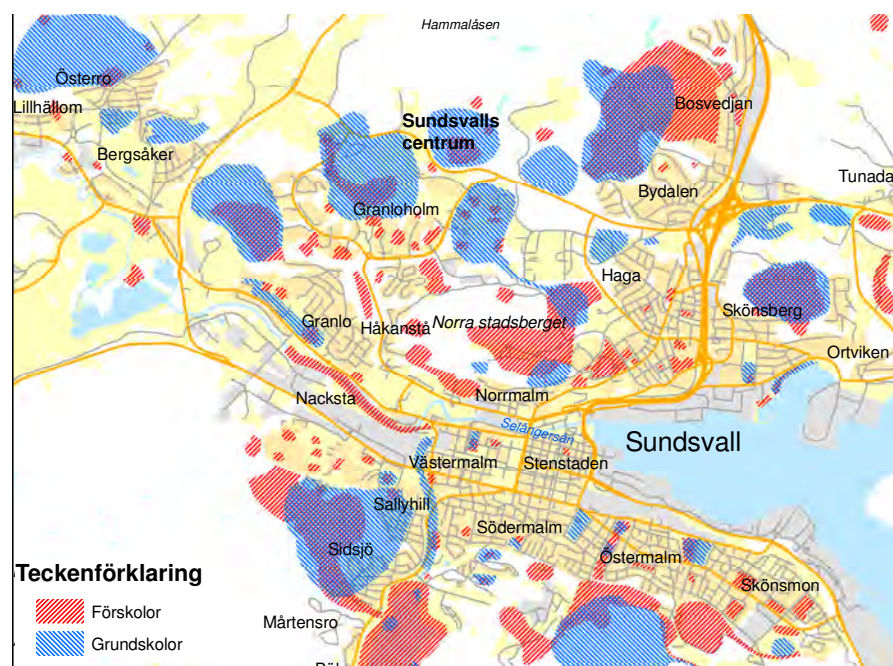 Hammalåsen
Österro
Lillhällom
Bosvedjan
Sundsvalls
centrum
Bergsåker
Tunada
Bydalen
Granloholm
Haga
Skönsberg
Granlo
Håkanstå
Norra stadsberget
Ortviken
Nacksta
Norrmalm
Selångersån
Sundsvall
Västermalm
Stenstaden
Sallyhill
Södermalm
Sidsjö
Östermalm
Teckenförklaring
Skönsmon
Förskolor
Mårtensro
Grundskolor